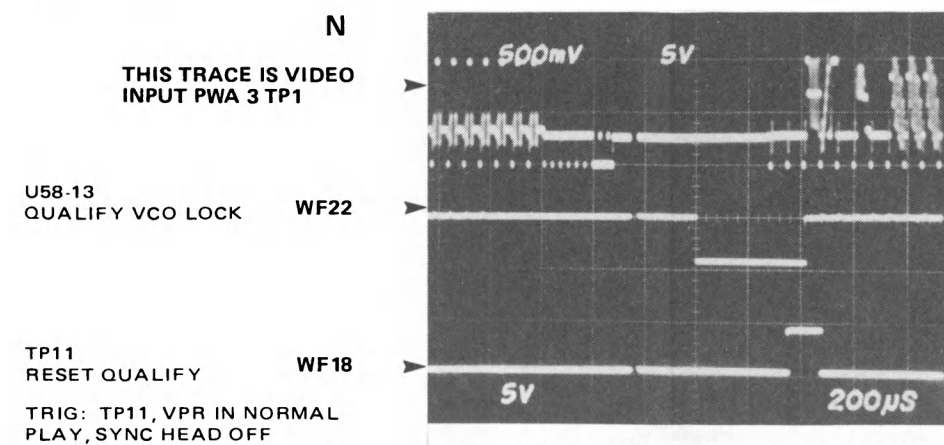 N
THIS TRACE IS VIDEO
INPUT PWA 3 TP1
500mV 5V
U58-13
QUALIFY VCO LOCK WF22
TP11
RESET QUALIFY WF18
5V 200µS
TRIG: TP11, VPR IN NORMAL
PLAY, SYNC HEAD OFF